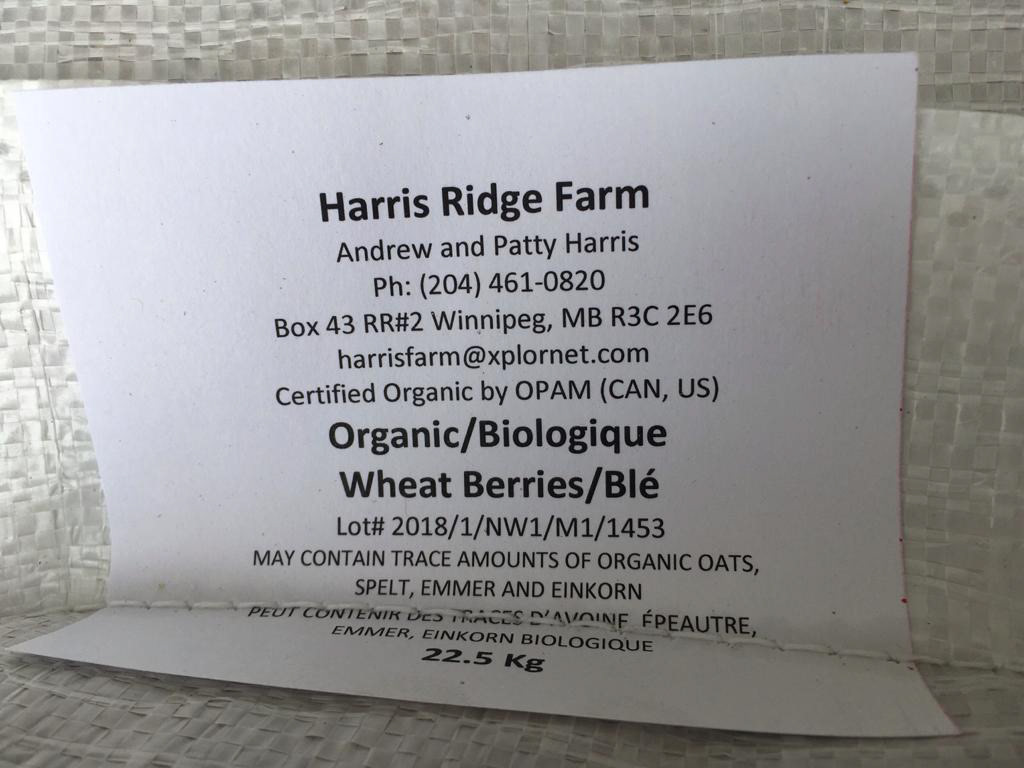 Harris Ridge Farm
Andrew and Patty Harris
Ph: (204) 461-0820
Box 43 RR#2 Winnipeg, MB R3C 2E6
harrisfarm@xplornet.com
Certified Organic by OPAM (CAN, US)
Organic/Biologique
Wheat Berries/Blé
Lot# 2018/1/NW1/M1/1453
MAY CONTAIN TRACE AMOUNTS OF ORGANIC OATS,
SPELT, EMMER AND EINKORN
PEUT CONTENIR DES TRACES D'AVOINE, ÉPEAUTRE,
EMMER, EINKORN BIOLOGIQUE
22.5 Kg